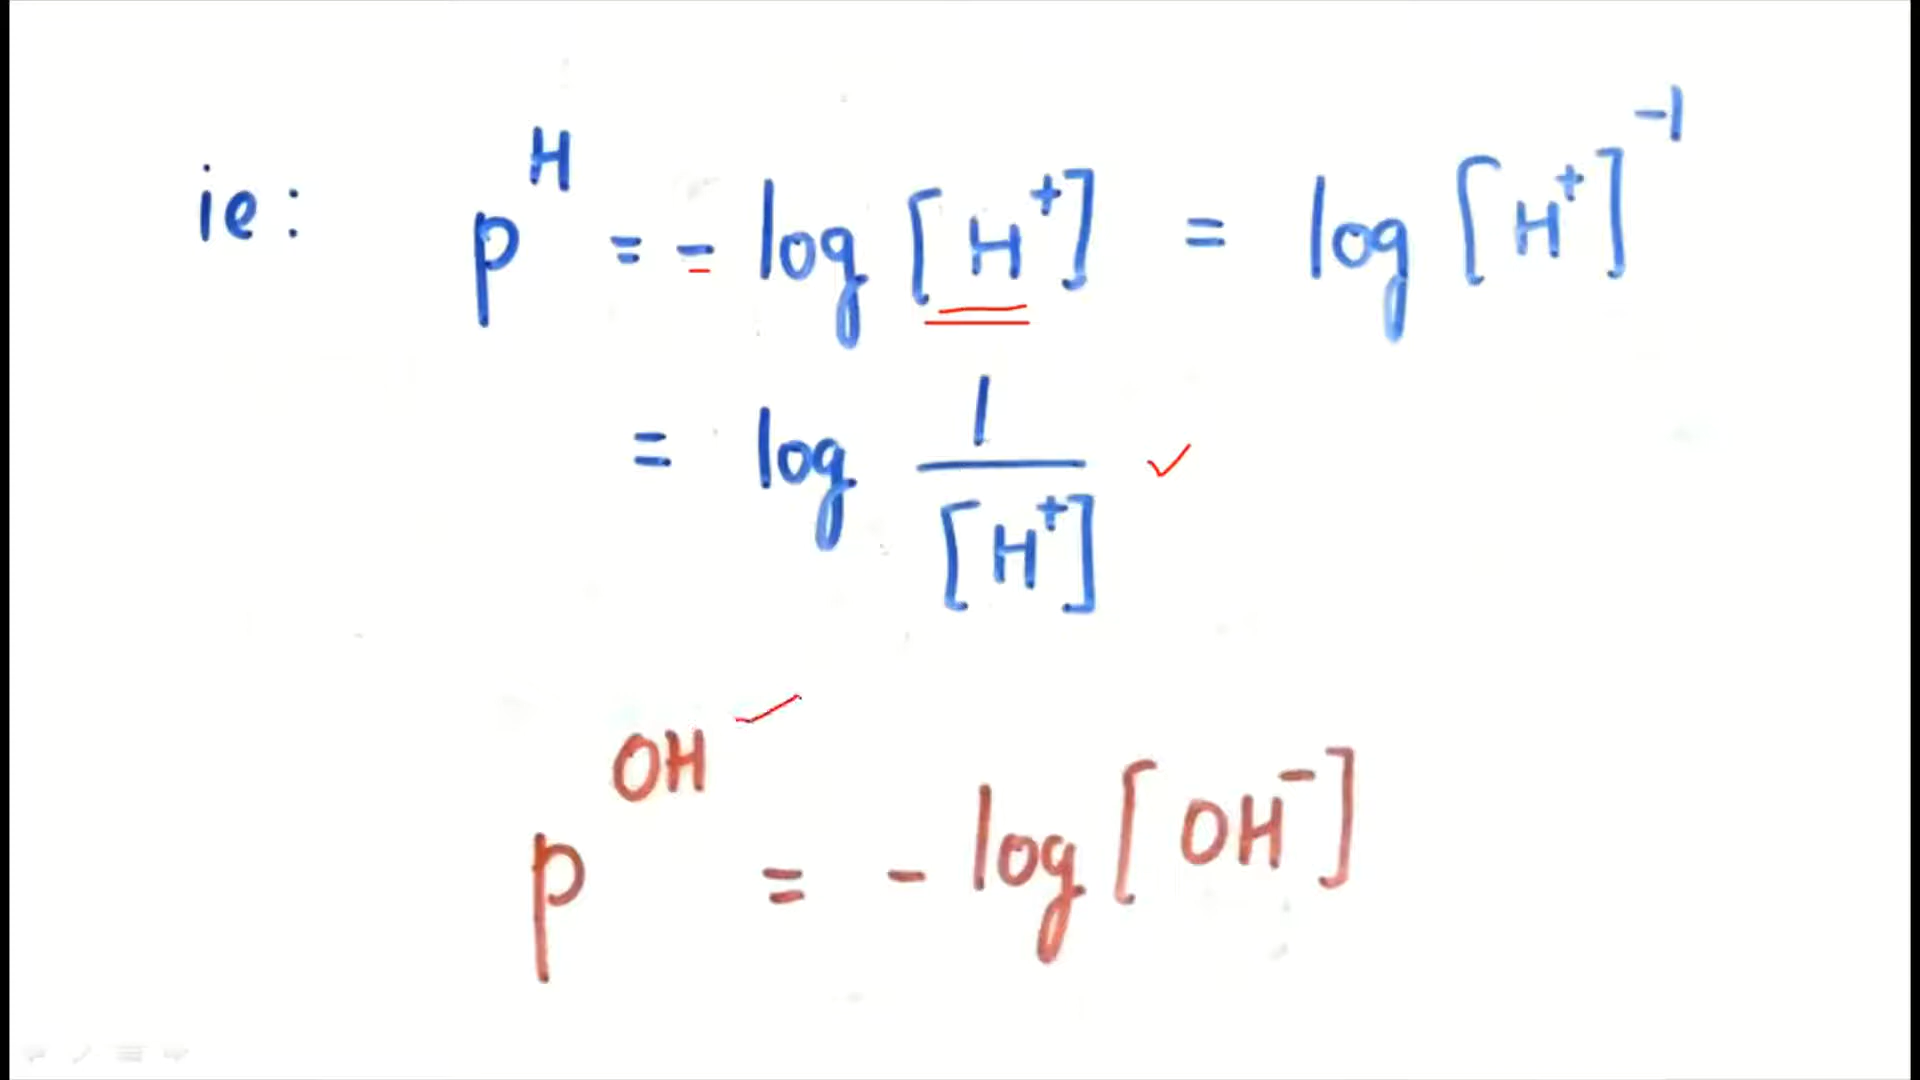 ie: p^H = - log [H⁺] = log [H⁺]⁻¹
= log 1/[H⁺]
p^OH = - log [OH⁻]